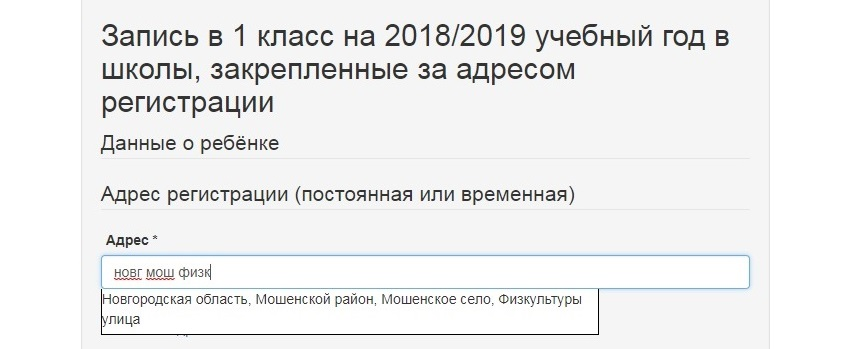 Запись в 1 класс на 2018/2019 учебный год в
школы, закрепленные за адресом
регистрации
Данные о ребёнке
Адрес регистрации (постоянная или временная)
Адрес *
новг мош физк
Новгородская область, Мошенской район, Мошенское село, Физкультуры
улица